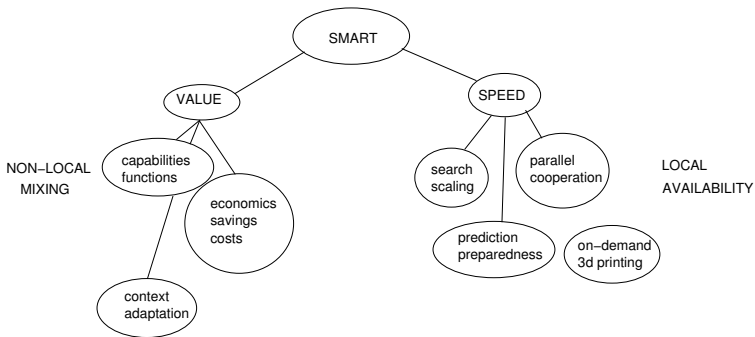 SMART
VALUE
SPEED
NON–LOCAL
MIXING
capabilities
functions
economics
savings
costs
context
adaptation
search
scaling
parallel
cooperation
prediction
preparedness
on–demand
3d printing
LOCAL
AVAILABILITY